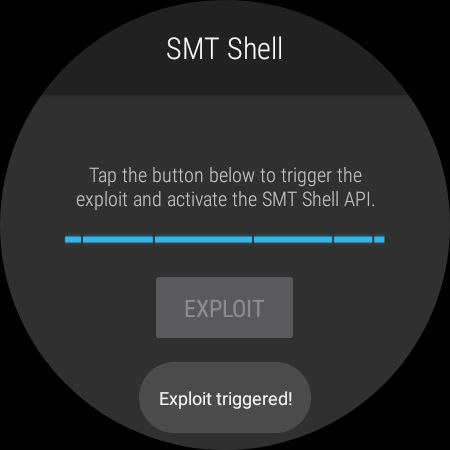 SMT Shell
Tap the button below to trigger the
exploit and activate the SMT Shell API.
EXPLOIT
Exploit triggered!